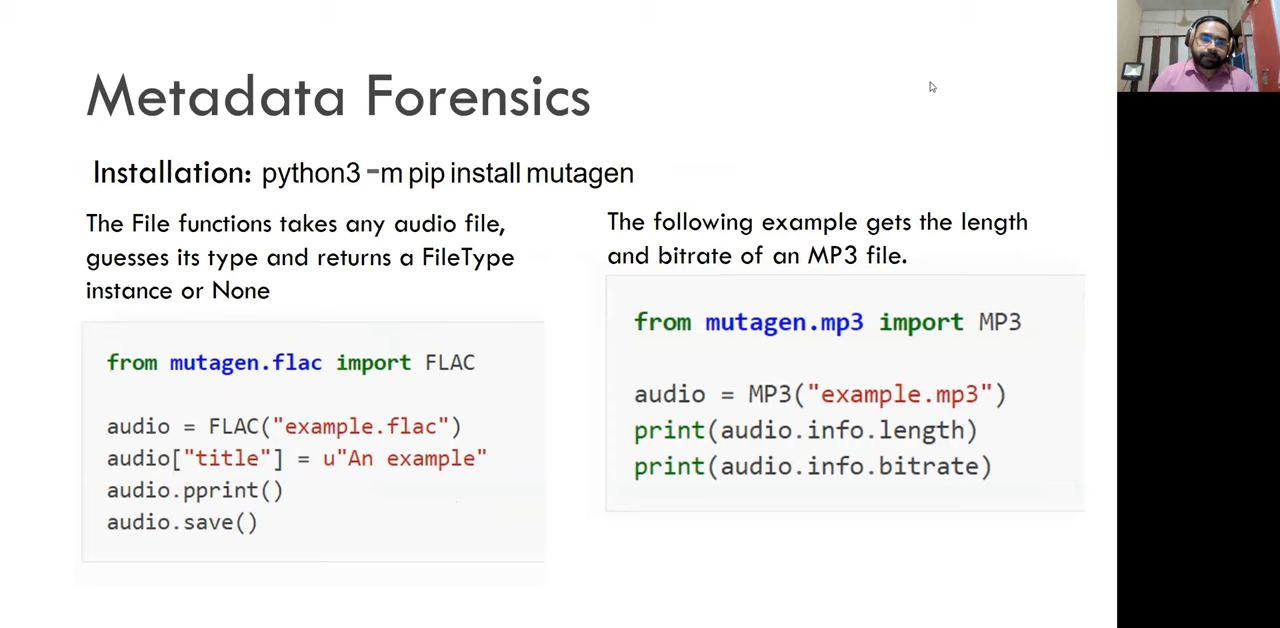 Metadata Forensics
Installation: python3 -m pip install mutagen
The File functions takes any audio file,
guesses its type and returns a FileType
instance or None
from mutagen.flac import FLAC
audio = FLAC("example.flac")
audio["title"] = u"An example"
audio.pprint()
audio.save()
The following example gets the length
and bitrate of an MP3 file.
from mutagen.mp3 import MP3
audio = MP3("example.mp3")
print(audio.info.length)
print(audio.info.bitrate)